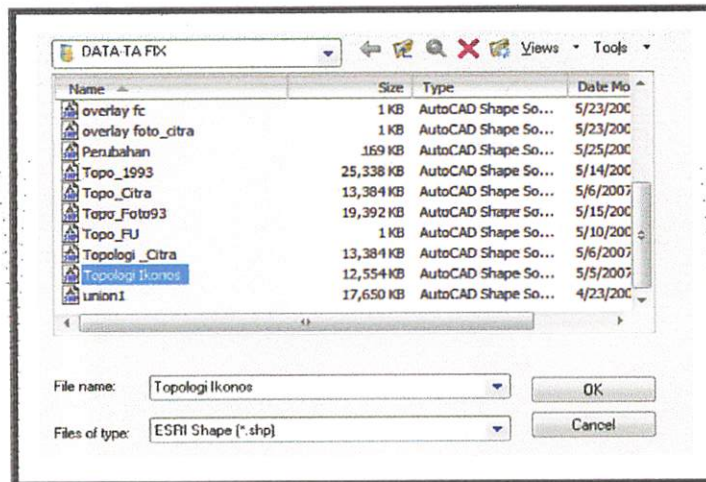 DATA-TA FIX Views Tools
Name Size Type Date Mo
overlay fc 1 KB AutoCAD Shape So... 5/23/200
overlay foto_citra 1 KB AutoCAD Shape So... 5/23/200
Perubahan 169 KB AutoCAD Shape So... 5/25/200
Topo_1993 25,338 KB AutoCAD Shape So... 5/14/200
Topo_Citra 13,384 KB AutoCAD Shape So... 5/6/2007
Topo_Foto93 19,392 KB AutoCAD Shape So... 5/15/200
Topo_FU 1 KB AutoCAD Shape So... 5/10/200
Topologi _Citra 13,384 KB AutoCAD Shape So... 5/6/2007
Topologi Ikonos 12,554 KB AutoCAD Shape So... 5/5/2007
union1 17,650 KB AutoCAD Shape So... 4/23/200
File name: Topologi Ikonos OK
Files of type: ESRI Shape (*.shp) Cancel